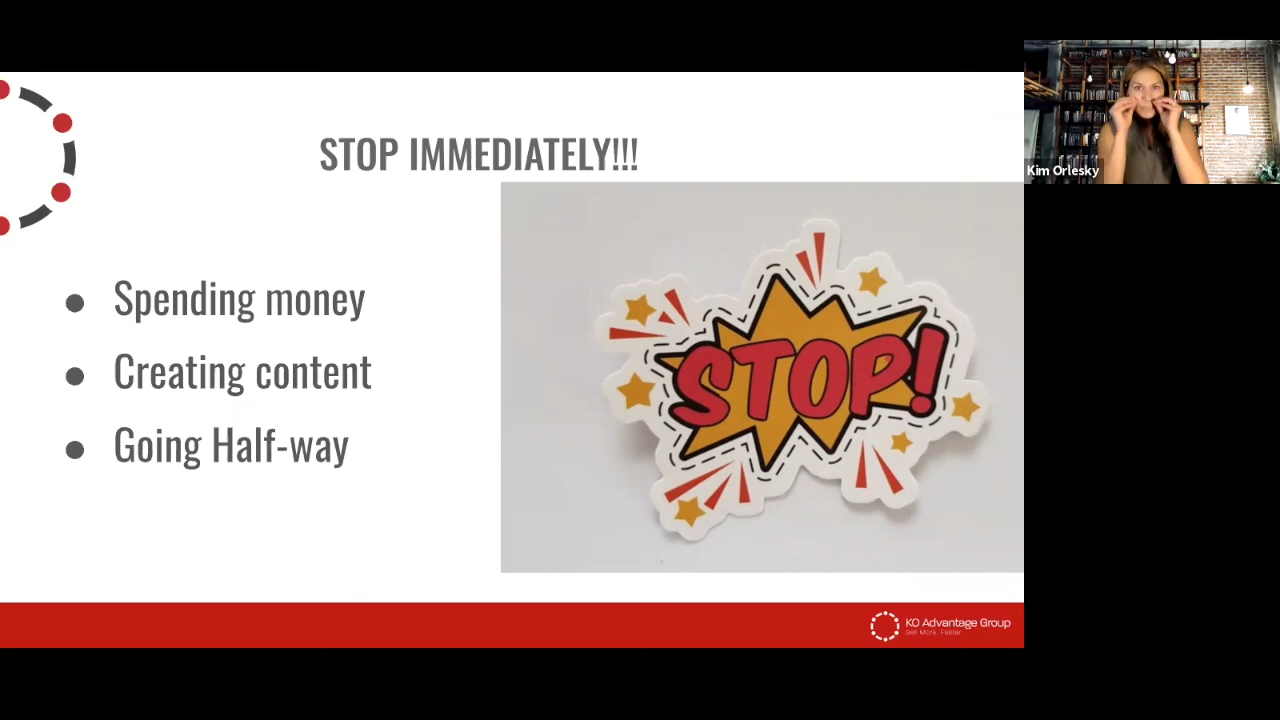 STOP IMMEDIATELY!!!
Kim Orlesky
Spending money
Creating content
Going Half-way
STOP!
KO Advantage Group
Sell More. Faster.